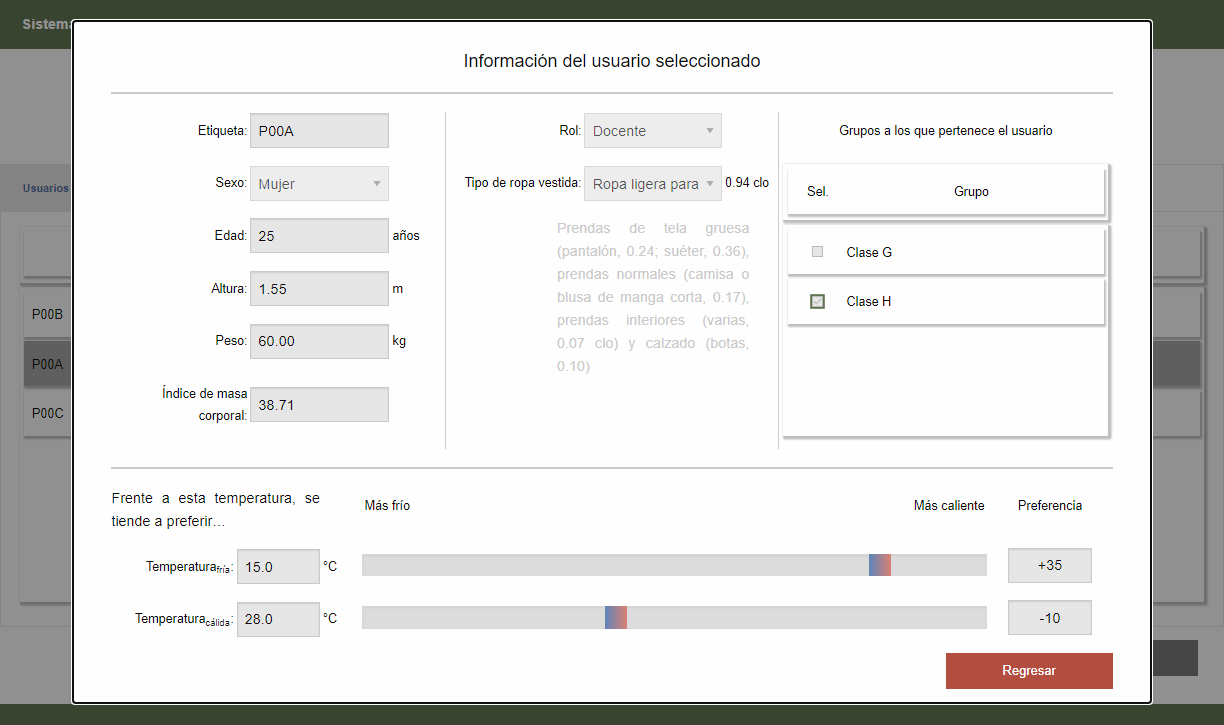 Sistema
Información del usuario seleccionado
Etiqueta: P00A
Sexo: Mujer
Edad: 25 años
Altura: 1.55 m
Peso: 60.00 kg
Índice de masa
corporal: 38.71
Rol: Docente
Tipo de ropa vestida: Ropa ligera para 0.94 clo
Prendas de tela gruesa
(pantalón, 0.24; suéter, 0.36),
prendas normales (camisa o
blusa de manga corta, 0.17),
prendas interiores (varias,
0.07 clo) y calzado (botas,
0.10)
Grupos a los que pertenece el usuario
Sel. Grupo
Clase G
Clase H
Usuarios
P00B
P00A
P00C
Frente a esta temperatura, se
tiende a preferir…
Más frío Más caliente Preferencia
Temperaturafría: 15.0 °C +35
Temperaturacálida: 28.0 °C -10
Regresar